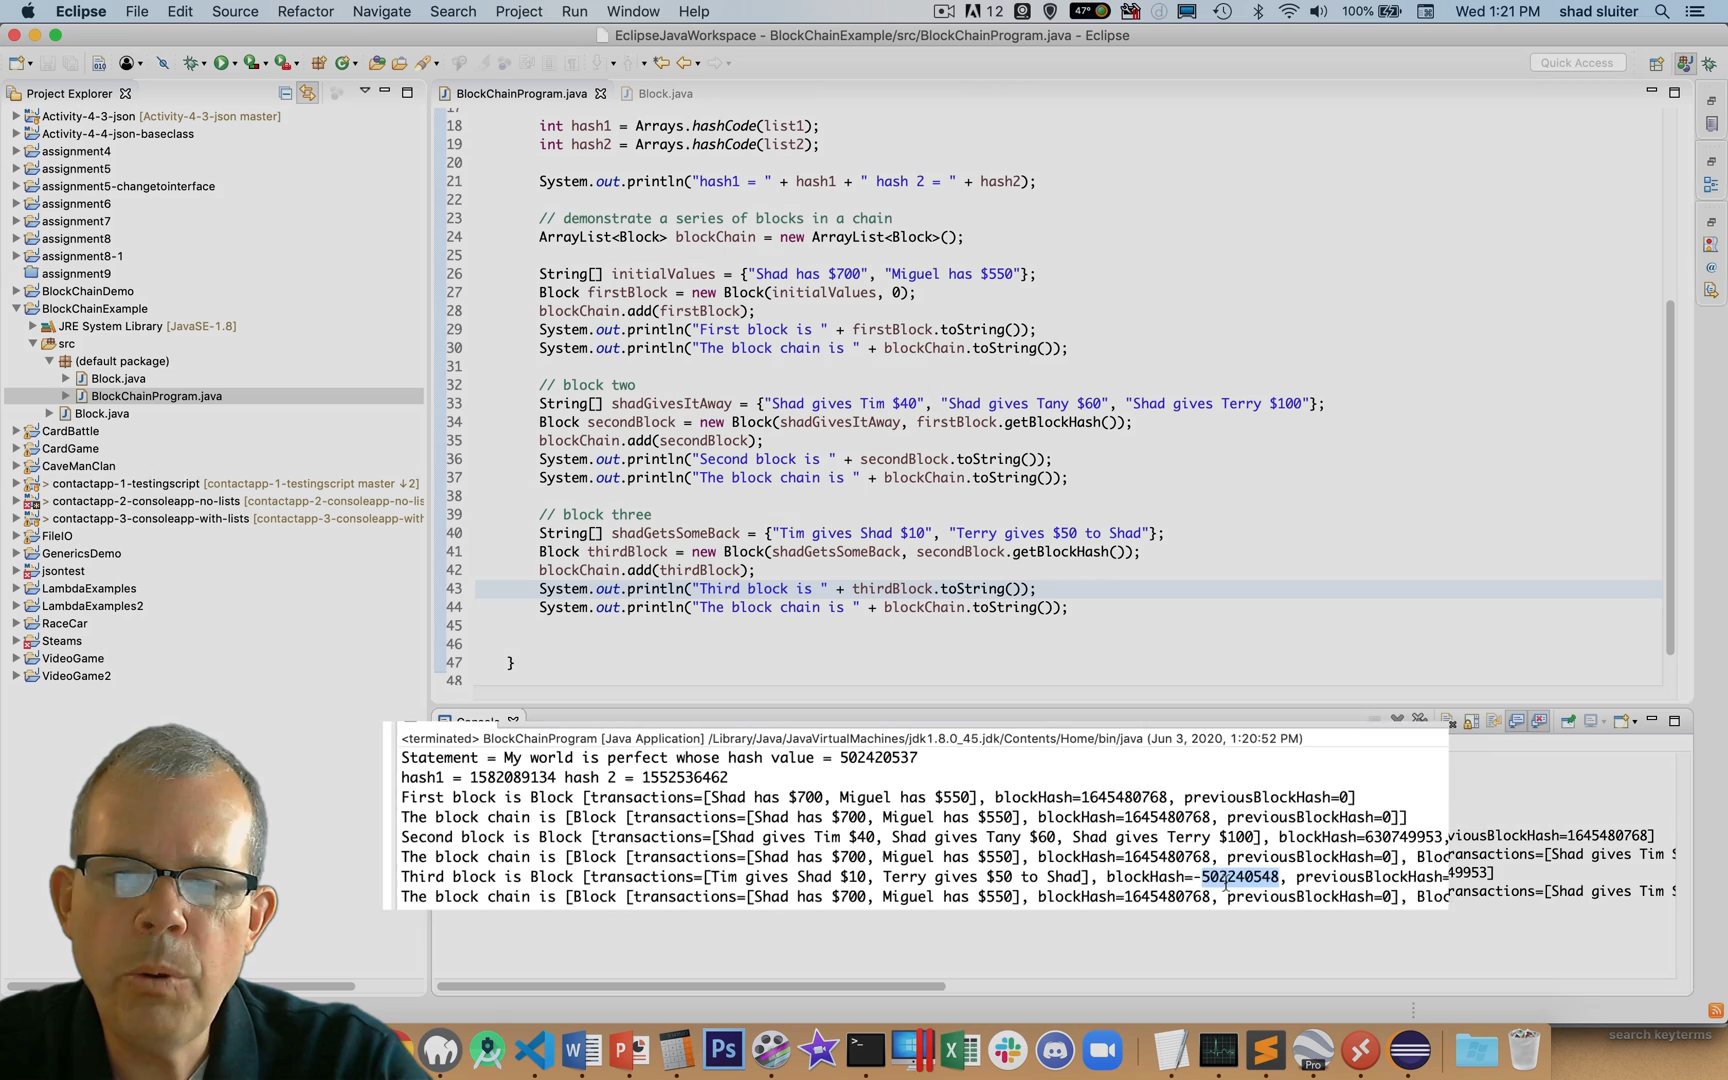 Eclipse File Edit Source Refactor Navigate Search Project Run Window Help
12 47° 100% Wed 1:21 PM shad sluiter
EclipseJavaWorkspace - BlockChainExample/src/BlockChainProgram.java - Eclipse
Quick Access
Project Explorer
BlockChainProgram.java
Block.java
Activity-4-3-json [Activity-4-3-json master]
Activity-4-4-json-baseclass
assignment4
assignment5
assignment5-changetointerface
assignment6
assignment7
assignment8
assignment8-1
assignment9
BlockChainDemo
BlockChainExample
JRE System Library [JavaSE-1.8]
src
(default package)
Block.java
BlockChainProgram.java
Block.java
CardBattle
CardGame
CaveManClan
> contactapp-1-testingscript [contactapp-1-testingscript master ↓2]
> contactapp-2-consoleapp-no-lists [contactapp-2-consoleapp-no-lis
> contactapp-3-consoleapp-with-lists [contactapp-3-consoleapp-with
FileIO
GenericsDemo
jsontest
LambdaExamples
LambdaExamples2
RaceCar
Steams
VideoGame
VideoGame2
17
18 int hash1 = Arrays.hashCode(list1);
19 int hash2 = Arrays.hashCode(list2);
20
21 System.out.println("hash1 = " + hash1 + " hash 2 = " + hash2);
22
23 // demonstrate a series of blocks in a chain
24 ArrayList<Block> blockChain = new ArrayList<Block>();
25
26 String[] initialValues = {"Shad has $700", "Miguel has $550"};
27 Block firstBlock = new Block(initialValues, 0);
28 blockChain.add(firstBlock);
29 System.out.println("First block is " + firstBlock.toString());
30 System.out.println("The block chain is " + blockChain.toString());
31
32 // block two
33 String[] shadGivesItAway = {"Shad gives Tim $40", "Shad gives Tany $60", "Shad gives Terry $100"};
34 Block secondBlock = new Block(shadGivesItAway, firstBlock.getBlockHash());
35 blockChain.add(secondBlock);
36 System.out.println("Second block is " + secondBlock.toString());
37 System.out.println("The block chain is " + blockChain.toString());
38
39 // block three
40 String[] shadGetsSomeBack = {"Tim gives Shad $10", "Terry gives $50 to Shad"};
41 Block thirdBlock = new Block(shadGetsSomeBack, secondBlock.getBlockHash());
42 blockChain.add(thirdBlock);
43 System.out.println("Third block is " + thirdBlock.toString());
44 System.out.println("The block chain is " + blockChain.toString());
45
46
47 }
48
Console
<terminated> BlockChainProgram [Java Application] /Library/Java/JavaVirtualMachines/jdk1.8.0_45.jdk/Contents/Home/bin/java (Jun 3, 2020, 1:20:52 PM)
Statement = My world is perfect whose hash value = 502420537
hash1 = 1582089134 hash 2 = 1552536462
First block is Block [transactions=[Shad has $700, Miguel has $550], blockHash=1645480768, previousBlockHash=0]
The block chain is [Block [transactions=[Shad has $700, Miguel has $550], blockHash=1645480768, previousBlockHash=0]]
Second block is Block [transactions=[Shad gives Tim $40, Shad gives Tany $60, Shad gives Terry $100], blockHash=630749953, viousBlockHash=1645480768]
The block chain is [Block [transactions=[Shad has $700, Miguel has $550], blockHash=1645480768, previousBlockHash=0], Bloc ransactions=[Shad gives Tim S
Third block is Block [transactions=[Tim gives Shad $10, Terry gives $50 to Shad], blockHash=-502240548, previousBlockHash= 49953]
The block chain is [Block [transactions=[Shad has $700, Miguel has $550], blockHash=1645480768, previousBlockHash=0], Bloc ransactions=[Shad gives Tim S
Ps
Pro
search keyterms